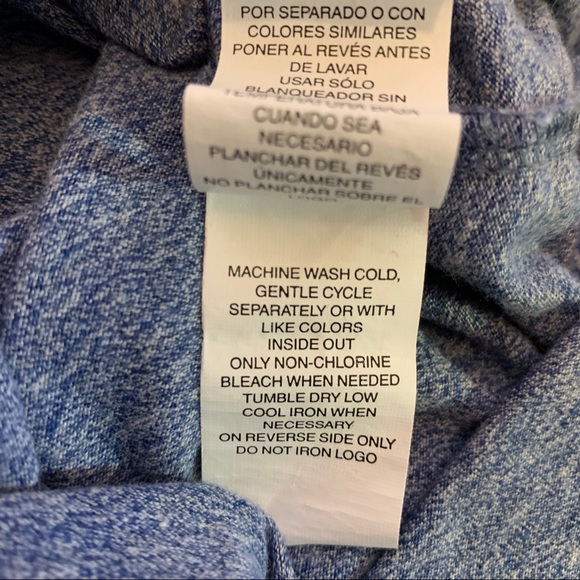 POR SEPARADO O CON
COLORES SIMILARES
PONER AL REVÉS ANTES
DE LAVAR
USAR SÓLO
BLANQUEADOR SIN
TEMPERATURA BAJA
CUANDO SEA
NECESARIO
PLANCHAR DEL REVÉS
ÚNICAMENTE
NO PLANCHAR SOBRE EL
LOGO
MACHINE WASH COLD,
GENTLE CYCLE
SEPARATELY OR WITH
LIKE COLORS
INSIDE OUT
ONLY NON-CHLORINE
BLEACH WHEN NEEDED
TUMBLE DRY LOW
COOL IRON WHEN
NECESSARY
ON REVERSE SIDE ONLY
DO NOT IRON LOGO